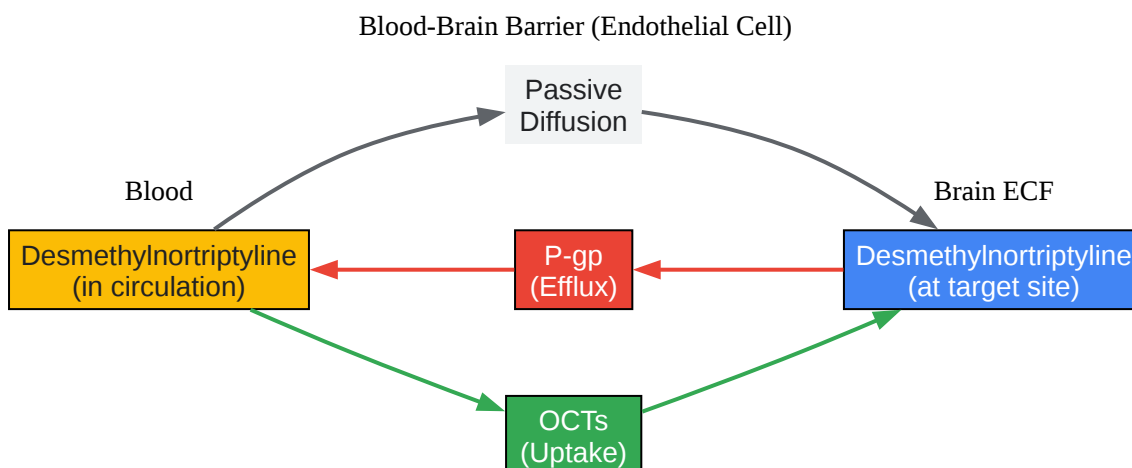 Blood-Brain Barrier (Endothelial Cell)
Passive
Diffusion
Blood
Brain ECF
Desmethylnortriptyline
(in circulation)
P-gp
(Efflux)
Desmethylnortriptyline
(at target site)
OCTs
(Uptake)